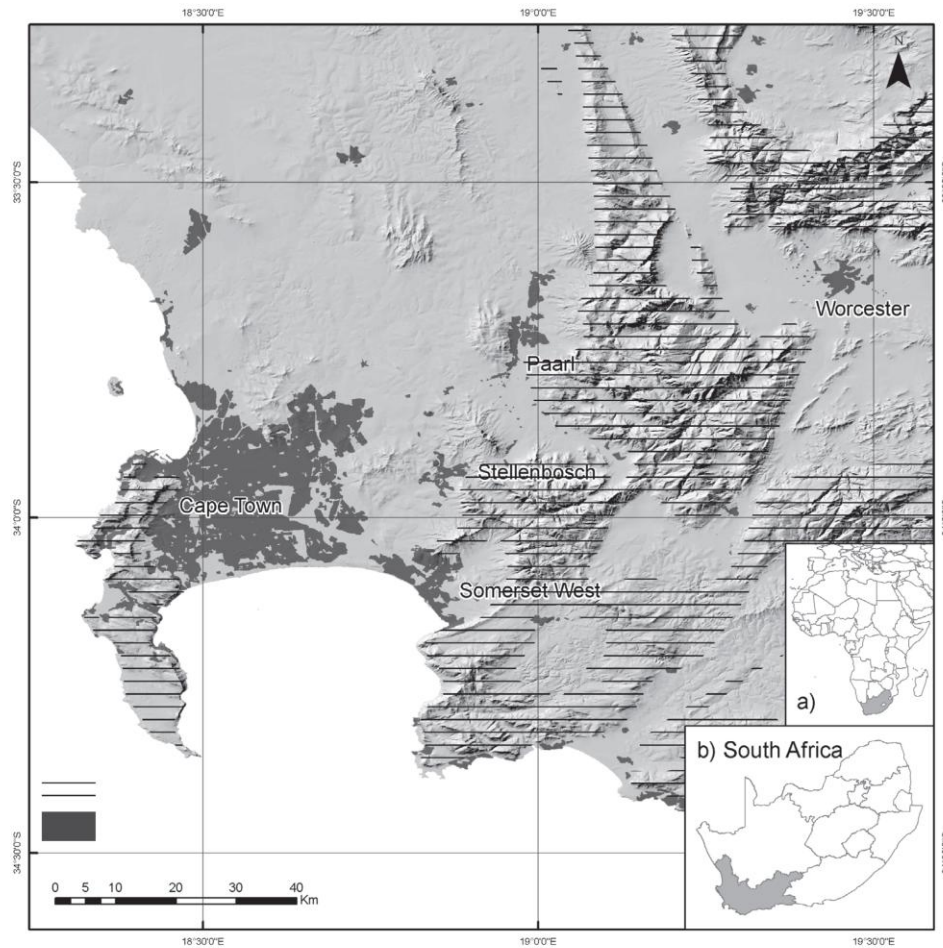 18°30'0"E
19°0'0"E
19°30'0"E
N
33°30'0"S
Worcester
Paarl
Stellenbosch
Cape Town
34°0'0"S
Somerset West
a)
b) South Africa
34°30'0"S
0 5 10 20 30 40
Km
18°30'0"E
19°0'0"E
19°30'0"E